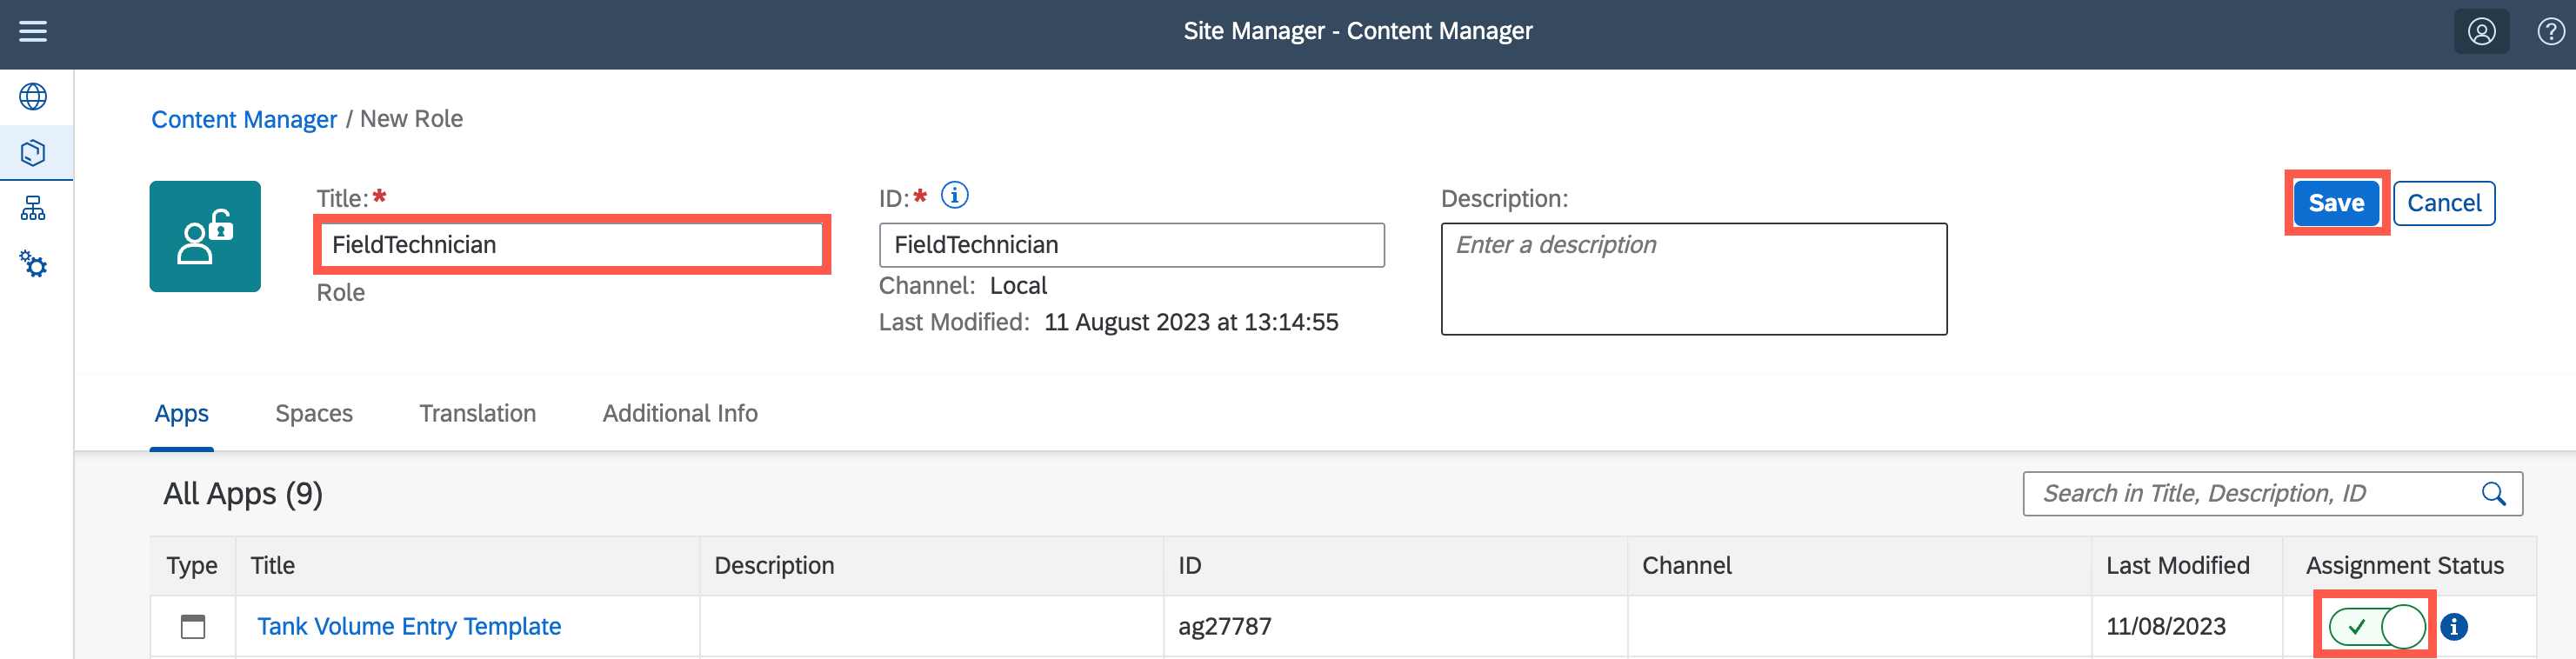 Site Manager - Content Manager
?
Content Manager / New Role
Title:*
FieldTechnician
Role
ID:* i
FieldTechnician
Channel: Local
Last Modified: 11 August 2023 at 13:14:55
Description:
Enter a description
Save
Cancel
Apps Spaces Translation Additional Info
All Apps (9)
Search in Title, Description, ID
Type Title Description ID Channel Last Modified Assignment Status
Tank Volume Entry Template ag27787 11/08/2023 i